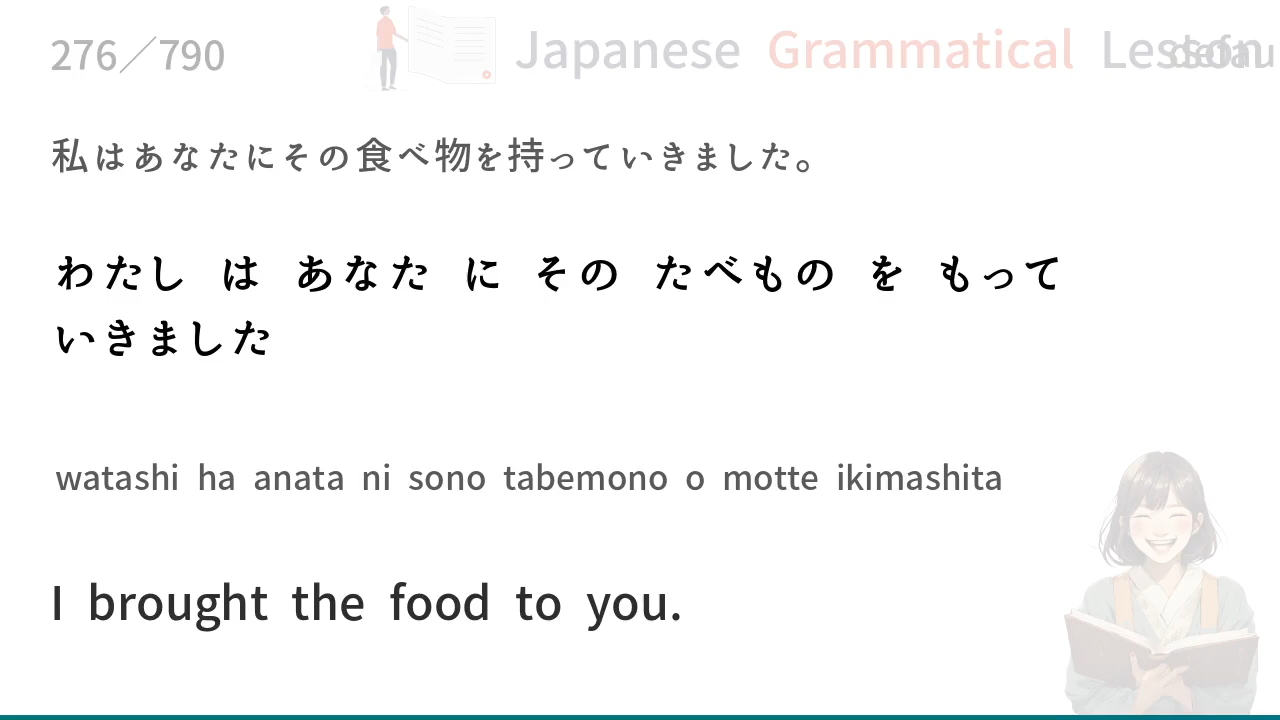 276／790
Japanese Grammatical Lesson
私はあなたにその食べ物を持っていきました。
わたし は あなた に その たべもの を もって
いきました
watashi ha anata ni sono tabemono o motte ikimashita
I brought the food to you.